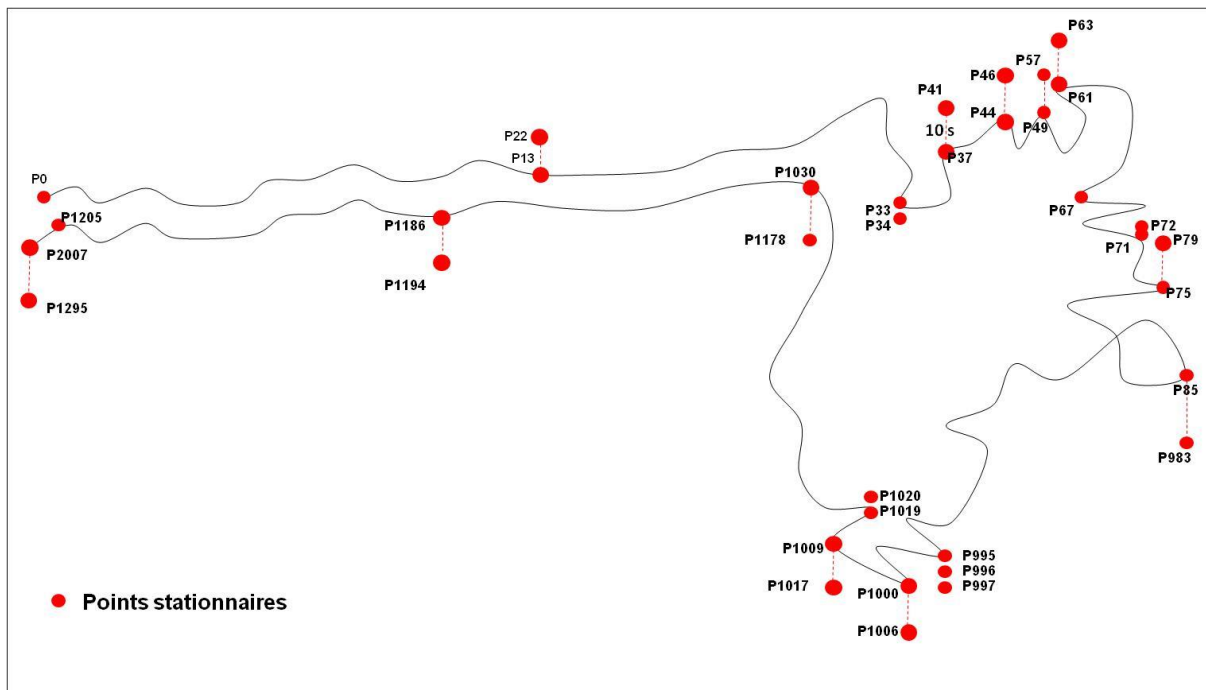 P63
P57
P46
P41
P61
P44
P49
10 s
P22
P37
P13
P0
P1030
P67
P33
P34
P1205
P1186
P72
P79
P71
P1178
P2007
P1194
P75
P1295
P85
P983
P1020
P1019
P1009
P995
P996
P1017
P1000
P997
Points stationnaires
P1006